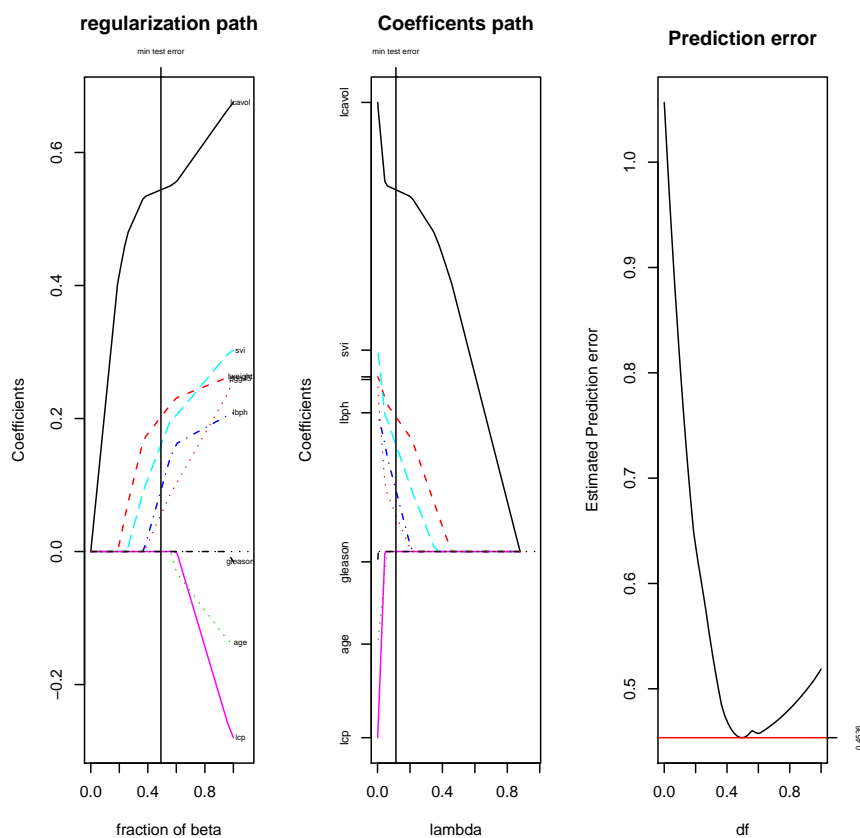 regularization path
min test error
lcavol
svi
lweight
lbph
gleason
age
lcp
Coefficients
0.6
0.4
0.2
0.0
−0.2
0.0
0.4
0.8
fraction of beta
Coefficents path
min test error
Coefficients
lcavol
svi
lbph
gleason
age
lcp
0.0
0.4
0.8
lambda
Prediction error
Estimated Prediction error
1.0
0.9
0.8
0.7
0.6
0.5
0.4536
0.0
0.4
0.8
df